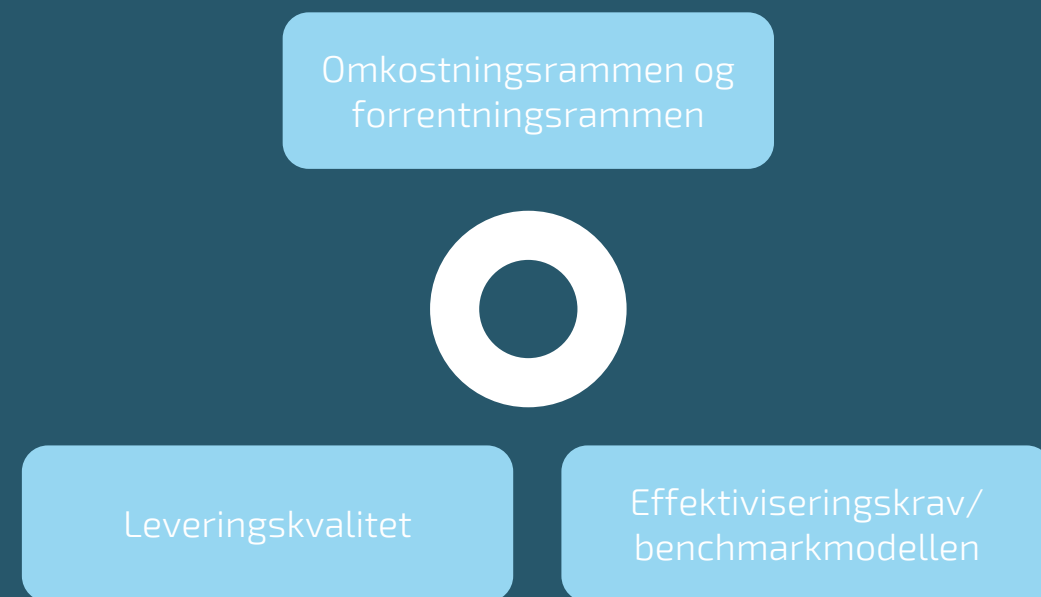 Omkostningsrammen og
forrentningsrammen
Leveringskvalitet
Effektiviseringskrav/
benchmarkmodellen